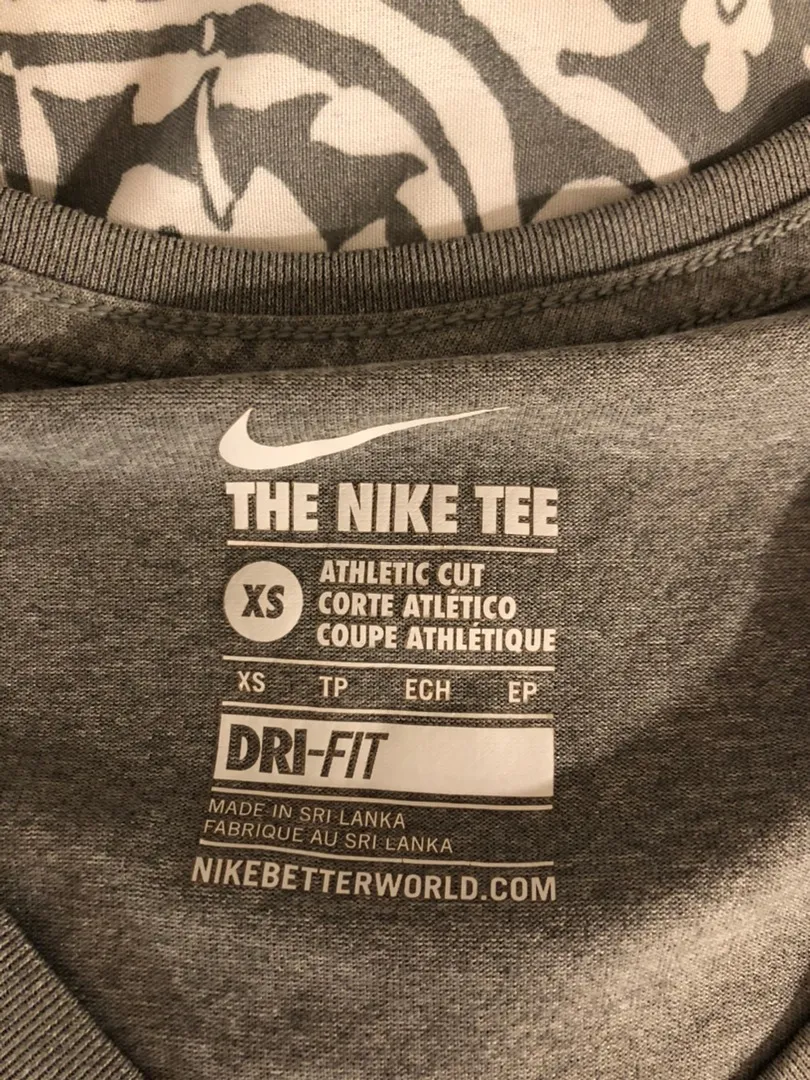 THE NIKE TEE
XS
ATHLETIC CUT
CORTE ATLÉTICO
COUPE ATHLÉTIQUE
XS TP ECH EP
DRI-FIT
MADE IN SRI LANKA
FABRIQUE AU SRI LANKA
NIKEBETTERWORLD.COM